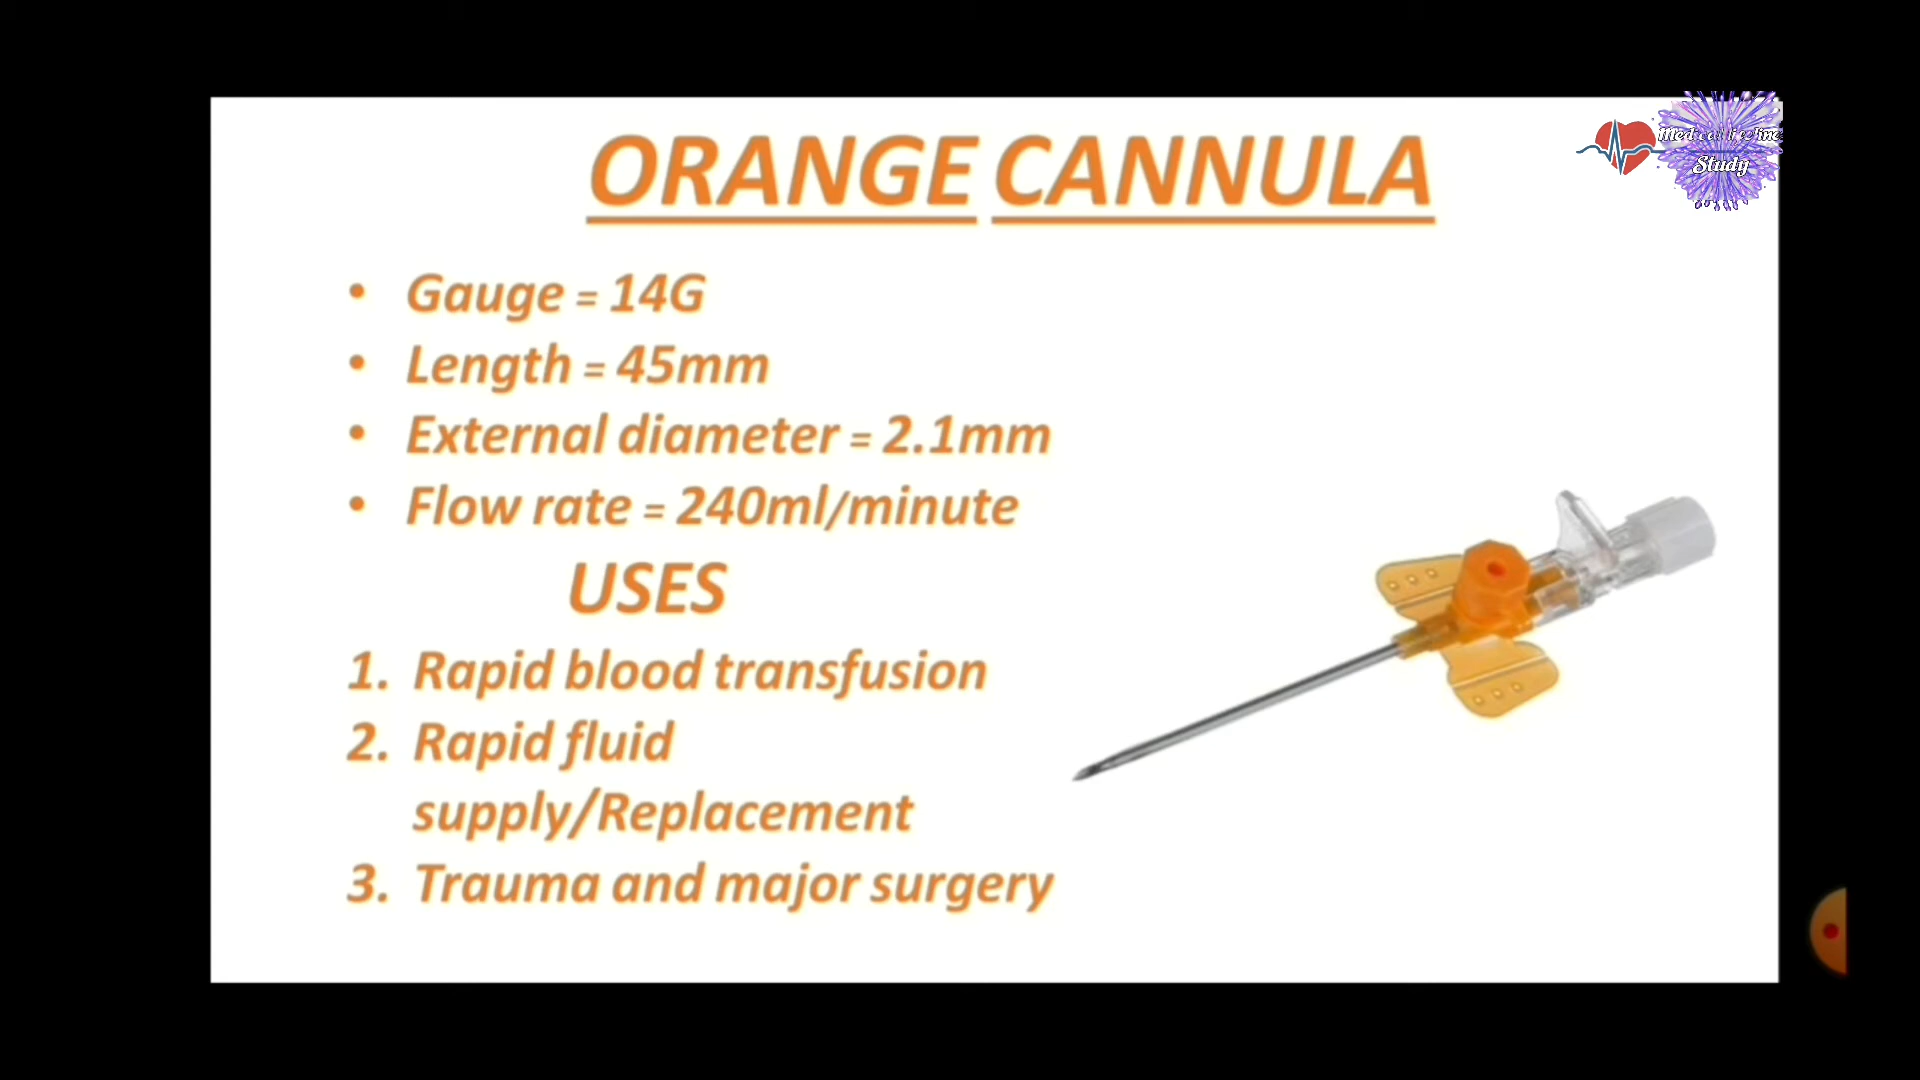 ORANGE CANNULA
• Gauge = 14G
• Length = 45mm
• External diameter = 2.1mm
• Flow rate = 240ml/minute
USES
1. Rapid blood transfusion
2. Rapid fluid
supply/Replacement
3. Trauma and major surgery
Medical
Study